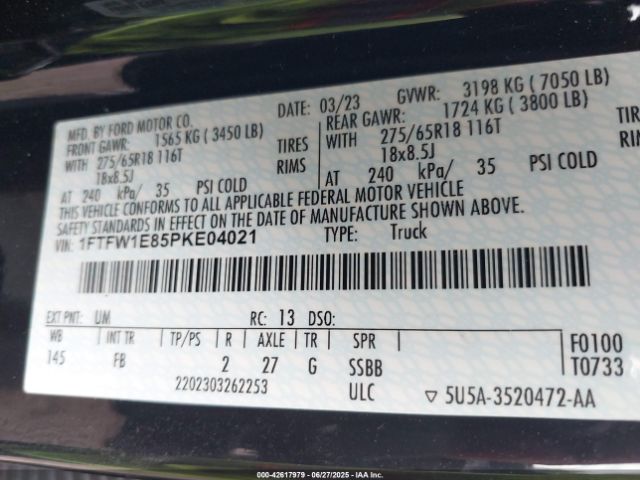 MFD. BY FORD MOTOR CO. DATE: 03/23 GVWR: 3198 KG ( 7050 LB)
FRONT GAWR: 1565 KG ( 3450 LB) REAR GAWR: 1724 KG ( 3800 LB)
WITH 275/65R18 116T TIRES WITH 275/65R18 116T TIRES
18x8.5J RIMS 18x8.5J RIMS
AT 240 kPa/ 35 PSI COLD AT 240 kPa/ 35 PSI COLD
THIS VEHICLE CONFORMS TO ALL APPLICABLE FEDERAL MOTOR VEHICLE
SAFETY STANDARDS IN EFFECT ON THE DATE OF MANUFACTURE SHOWN ABOVE.
VIN: 1FTFW1E85PKE04021 TYPE: Truck
EXT PNT: UM RC: 13 DSO:
WB INT TR TP/PS R AXLE TR SPR F0100
145 FB 2 27 G SSBB T0733
2202303262253 ULC ▽ 5U5A-3520472-AA
000-42617979 | 06/27/2025 | IAA Inc.